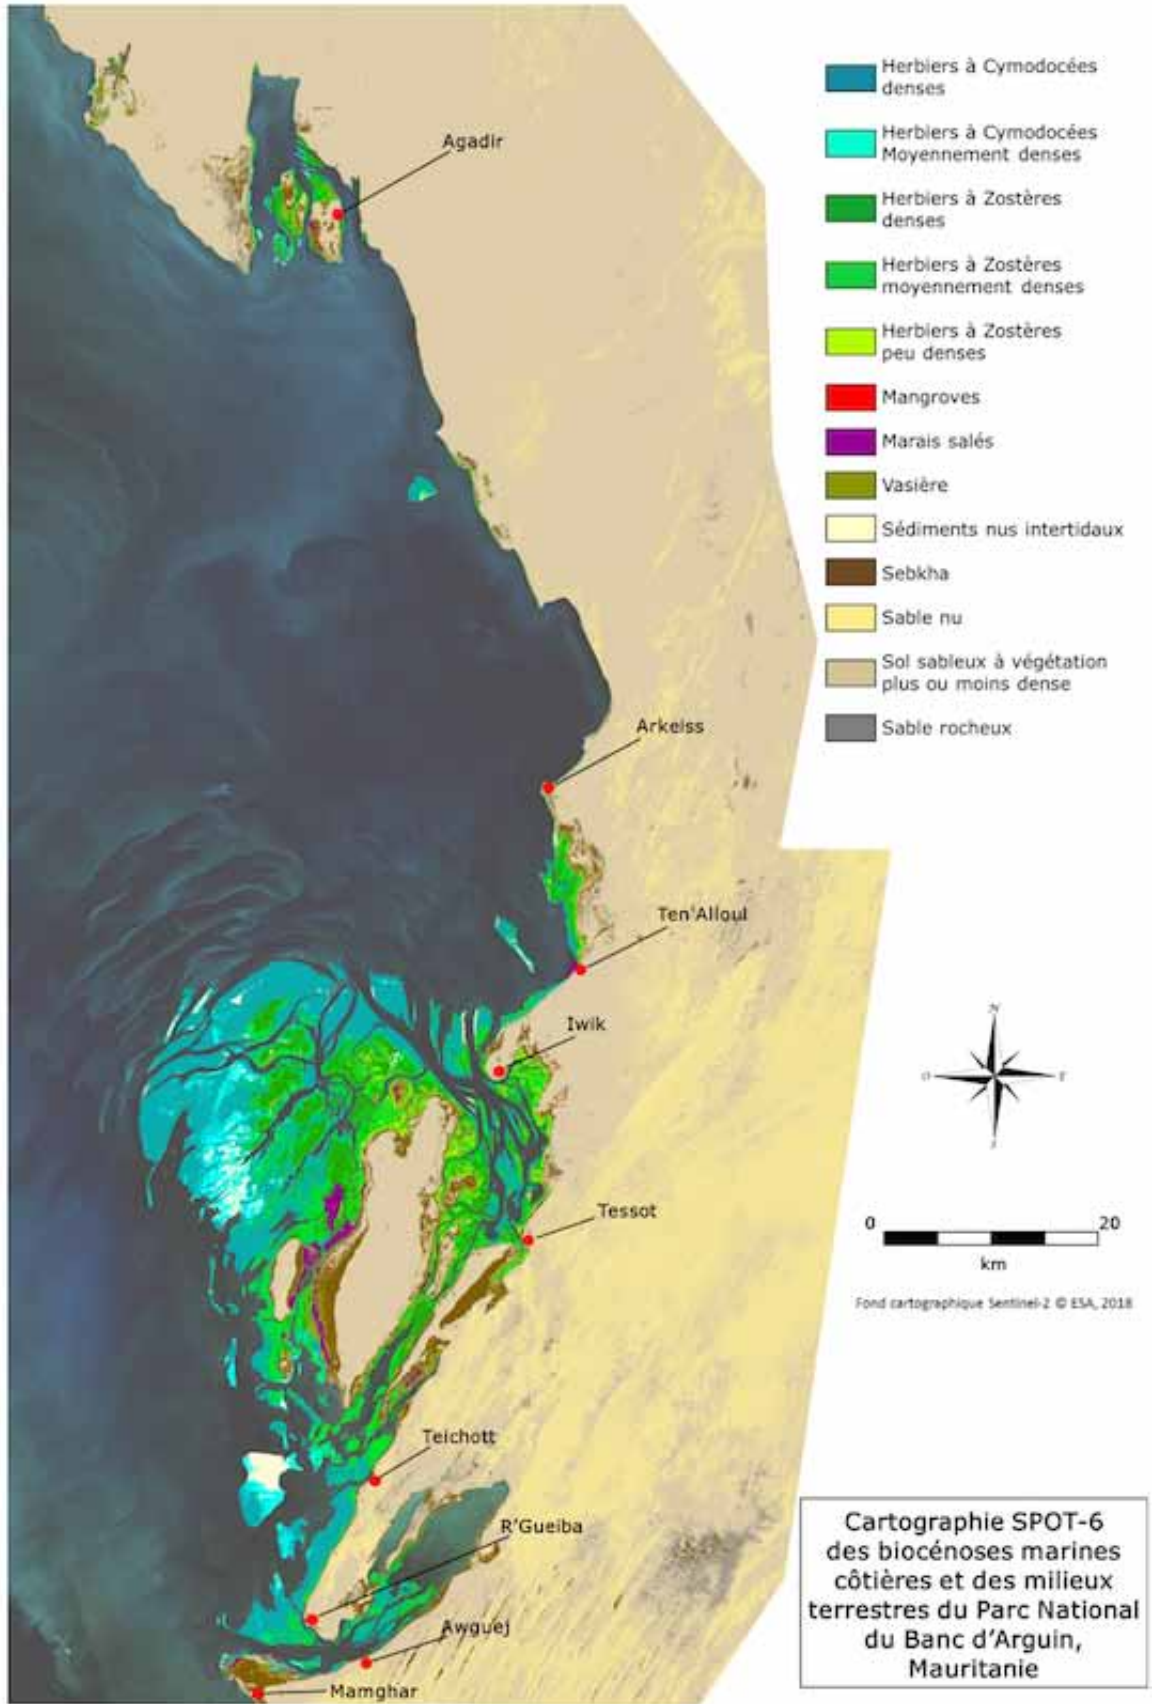 Herbiers à Cymodocées
denses
Herbiers à Cymodocées
Moyennement denses
Herbiers à Zostères
denses
Herbiers à Zostères
moyennement denses
Herbiers à Zostères
peu denses
Mangroves
Marais salés
Vasière
Sédiments nus intertidaux
Sebkha
Sable nu
Sol sableux à végétation
plus ou moins dense
Sable rocheux
Agadir
Arkeiss
Ten'Alloul
Iwik
Tessot
Teichott
R'Gueiba
Awguej
Mamghar
N
O
E
S
0
20
km
Fond cartographique Sentinel-2 © ESA, 2018
Cartographie SPOT-6
des biocénoses marines
côtières et des milieux
terrestres du Parc National
du Banc d'Arguin,
Mauritanie